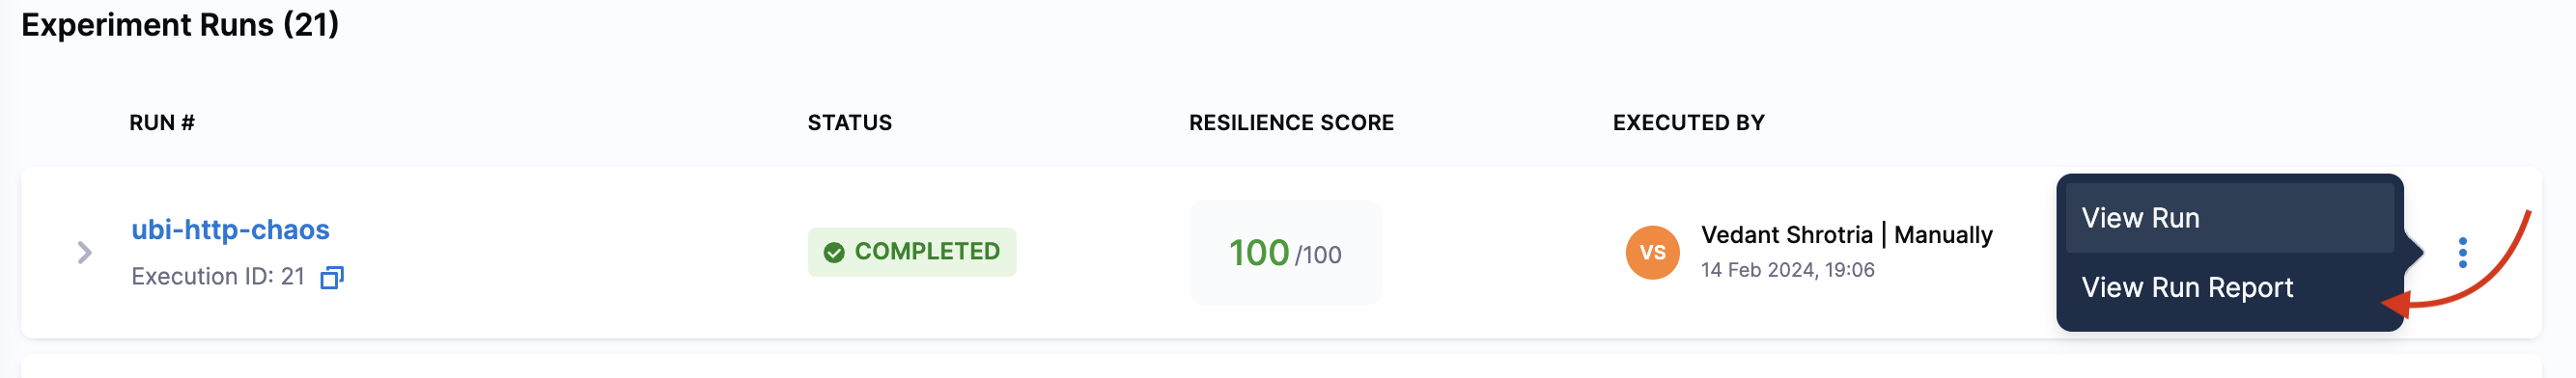 Experiment Runs (21)
RUN #
STATUS
RESILIENCE SCORE
EXECUTED BY
ubi-http-chaos
Execution ID: 21
COMPLETED
100/100
VS
Vedant Shrotria | Manually
14 Feb 2024, 19:06
View Run
View Run Report